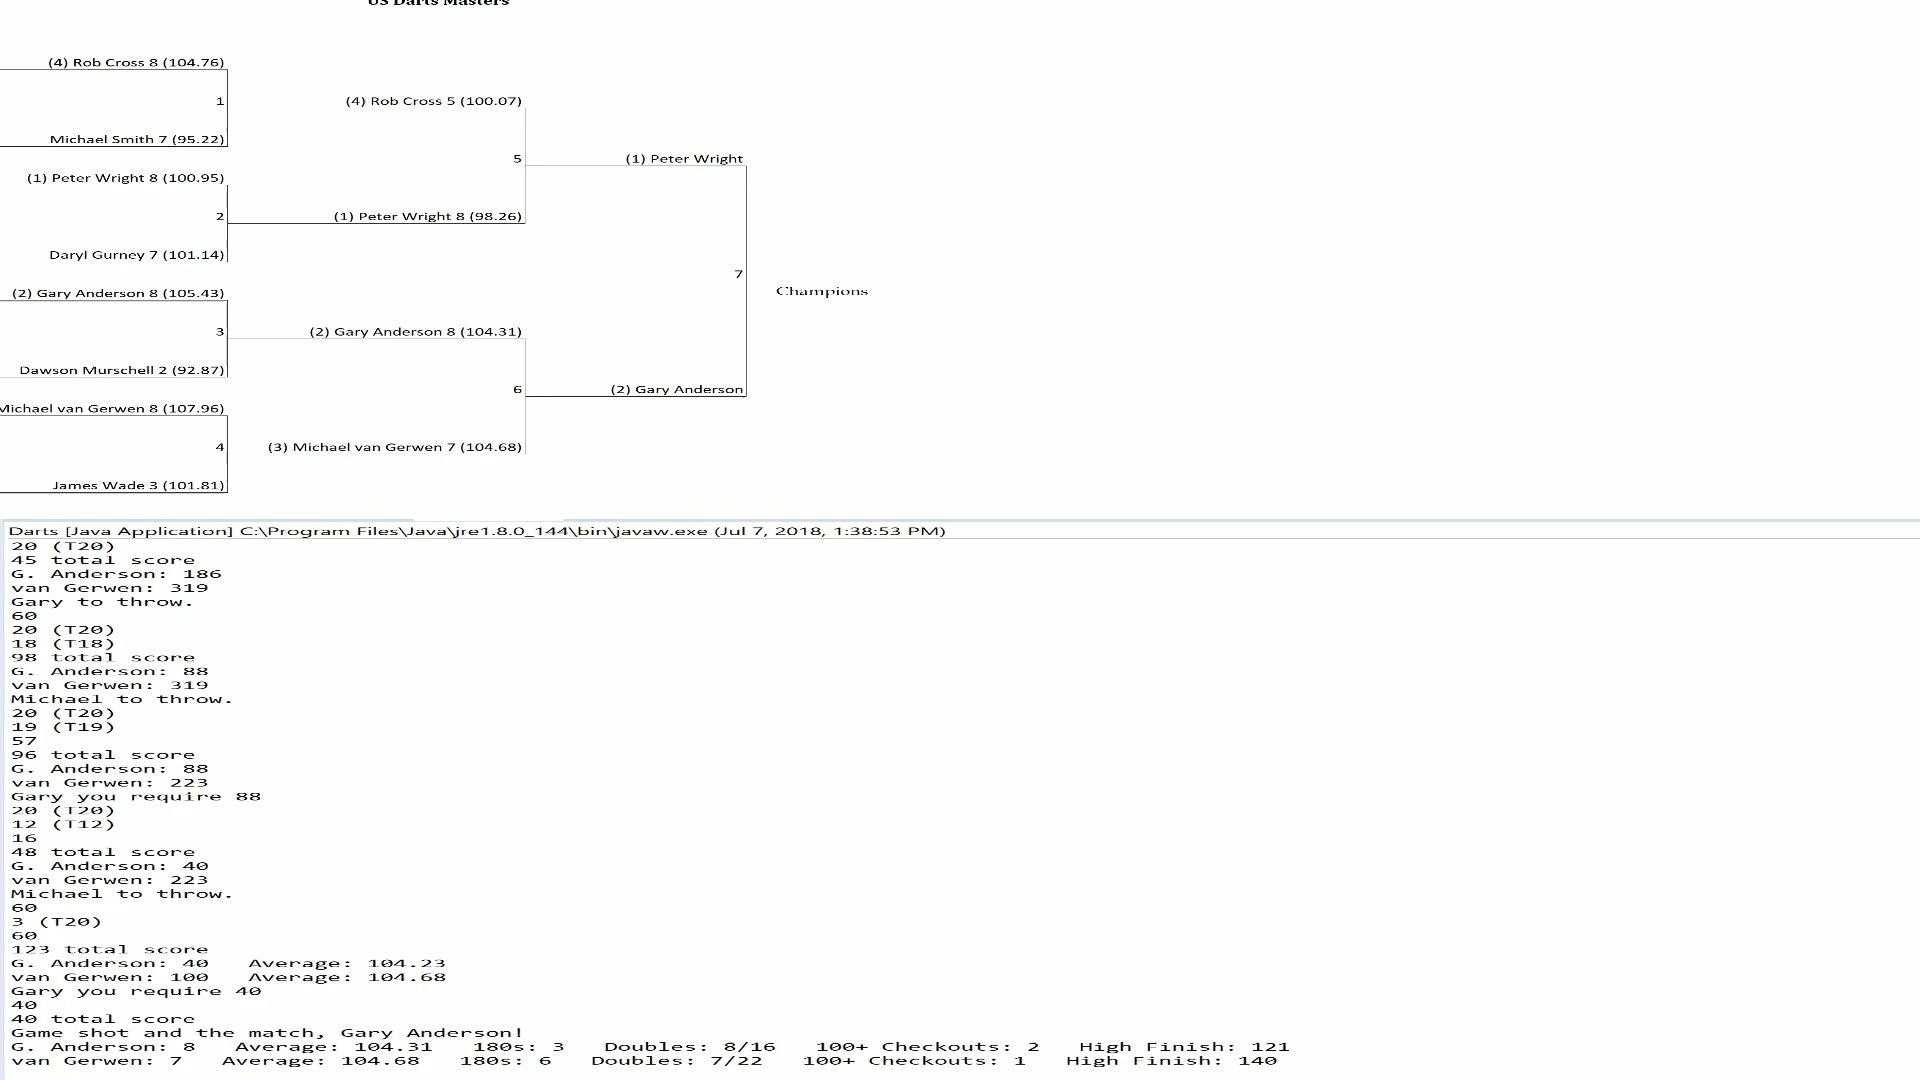 US Darts Masters
(4) Rob Cross 8 (104.76)
1
(4) Rob Cross 5 (100.07)
Michael Smith 7 (95.22)
5
(1) Peter Wright
(1) Peter Wright 8 (100.95)
2
(1) Peter Wright 8 (98.26)
Daryl Gurney 7 (101.14)
7
Champions
(2) Gary Anderson 8 (105.43)
3
(2) Gary Anderson 8 (104.31)
Dawson Murschell 2 (92.87)
6
(2) Gary Anderson
Michael van Gerwen 8 (107.96)
4
(3) Michael van Gerwen 7 (104.68)
James Wade 3 (101.81)
Darts [Java Application] C:\Program Files\Java\jre1.8.0_144\bin\javaw.exe (Jul 7, 2018, 1:38:53 PM)
20 (T20)
45 total score
G. Anderson: 186
van Gerwen: 319
Gary to throw.
60
20 (T20)
18 (T18)
98 total score
G. Anderson: 88
van Gerwen: 319
Michael to throw.
20 (T20)
19 (T19)
57
96 total score
G. Anderson: 88
van Gerwen: 223
Gary you require 88
20 (T20)
12 (T12)
16
48 total score
G. Anderson: 40
van Gerwen: 223
Michael to throw.
60
3 (T20)
60
123 total score
G. Anderson: 40 Average: 104.23
van Gerwen: 100 Average: 104.68
Gary you require 40
40
40 total score
Game shot and the match, Gary Anderson!
G. Anderson: 8 Average: 104.31 180s: 3 Doubles: 8/16 100+ Checkouts: 2 High Finish: 121
van Gerwen: 7 Average: 104.68 180s: 6 Doubles: 7/22 100+ Checkouts: 1 High Finish: 140